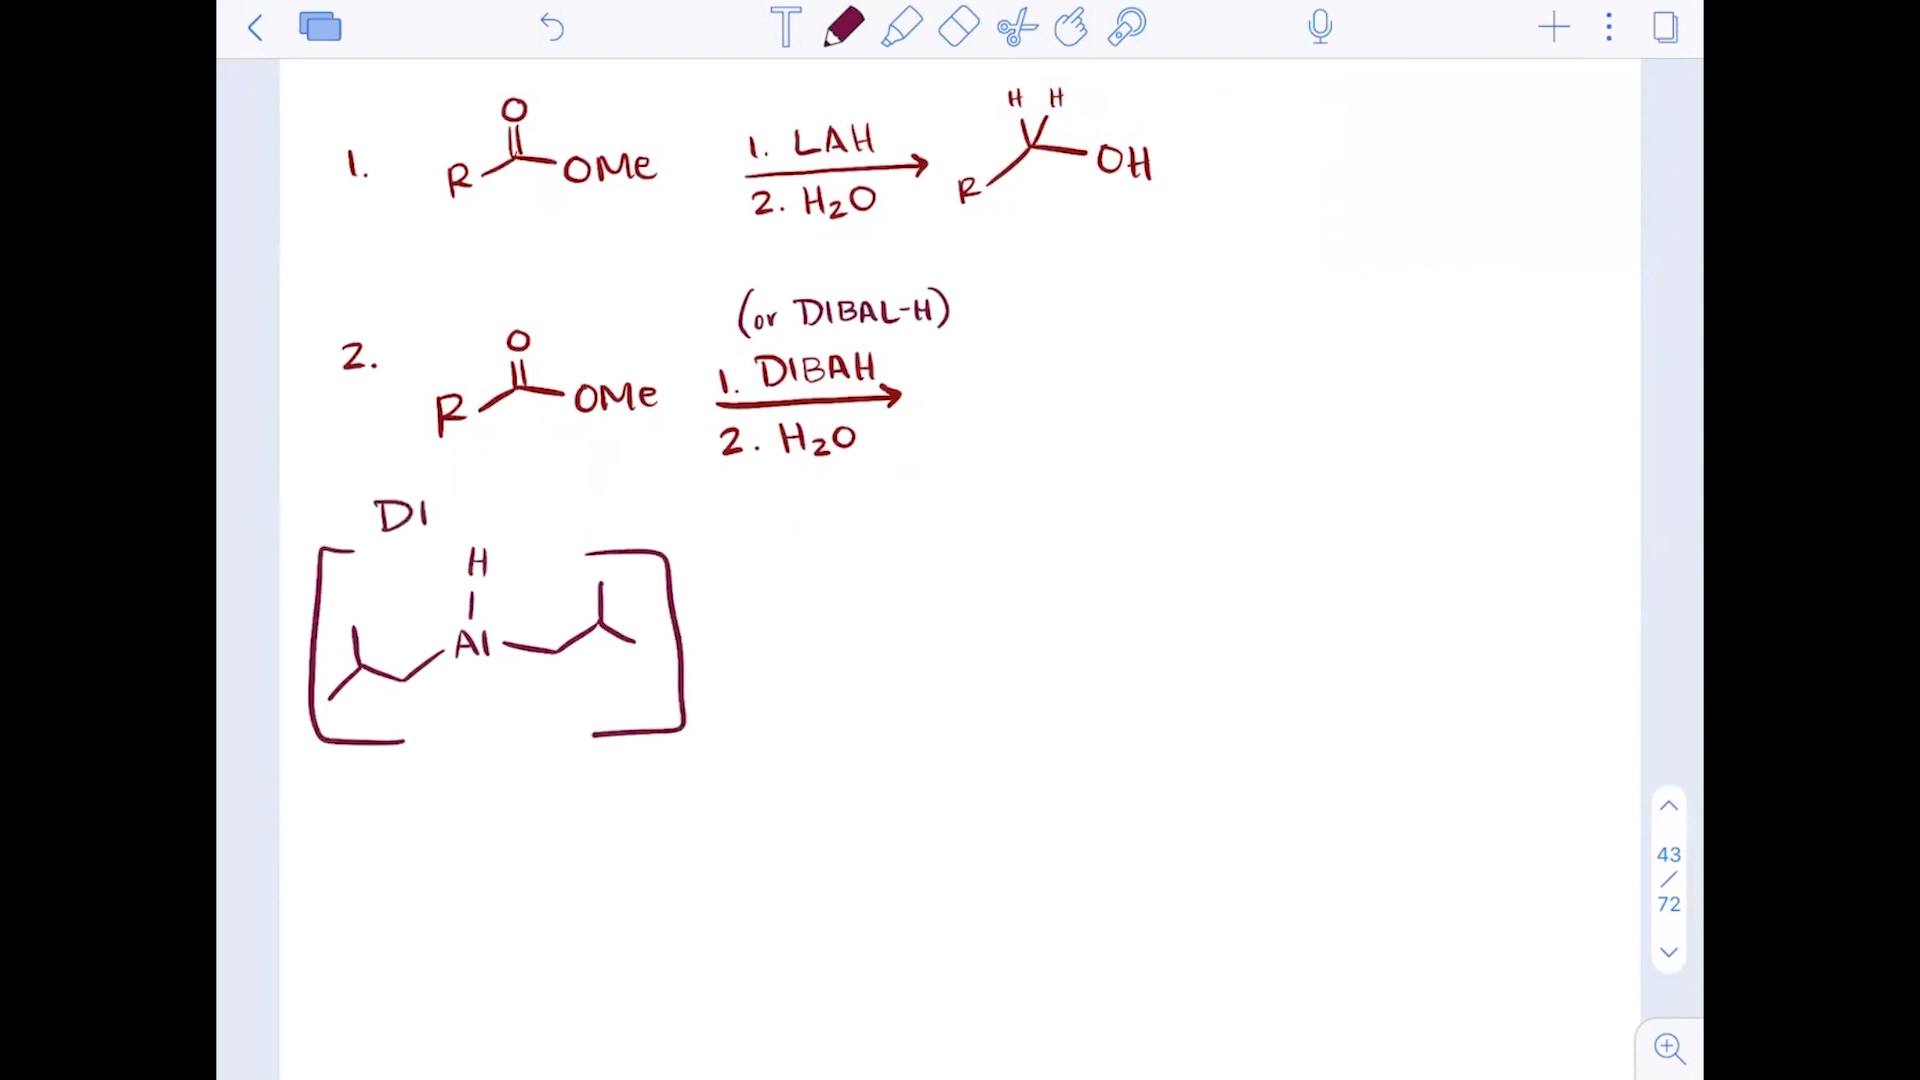 1.
O
R
OMe
1. LAH
2. H₂O
H H
R
OH
(or DIBAL-H)
2.
O
R
OMe
1. DIBAH
2. H₂O
DI
H
Al
43
/
72
T